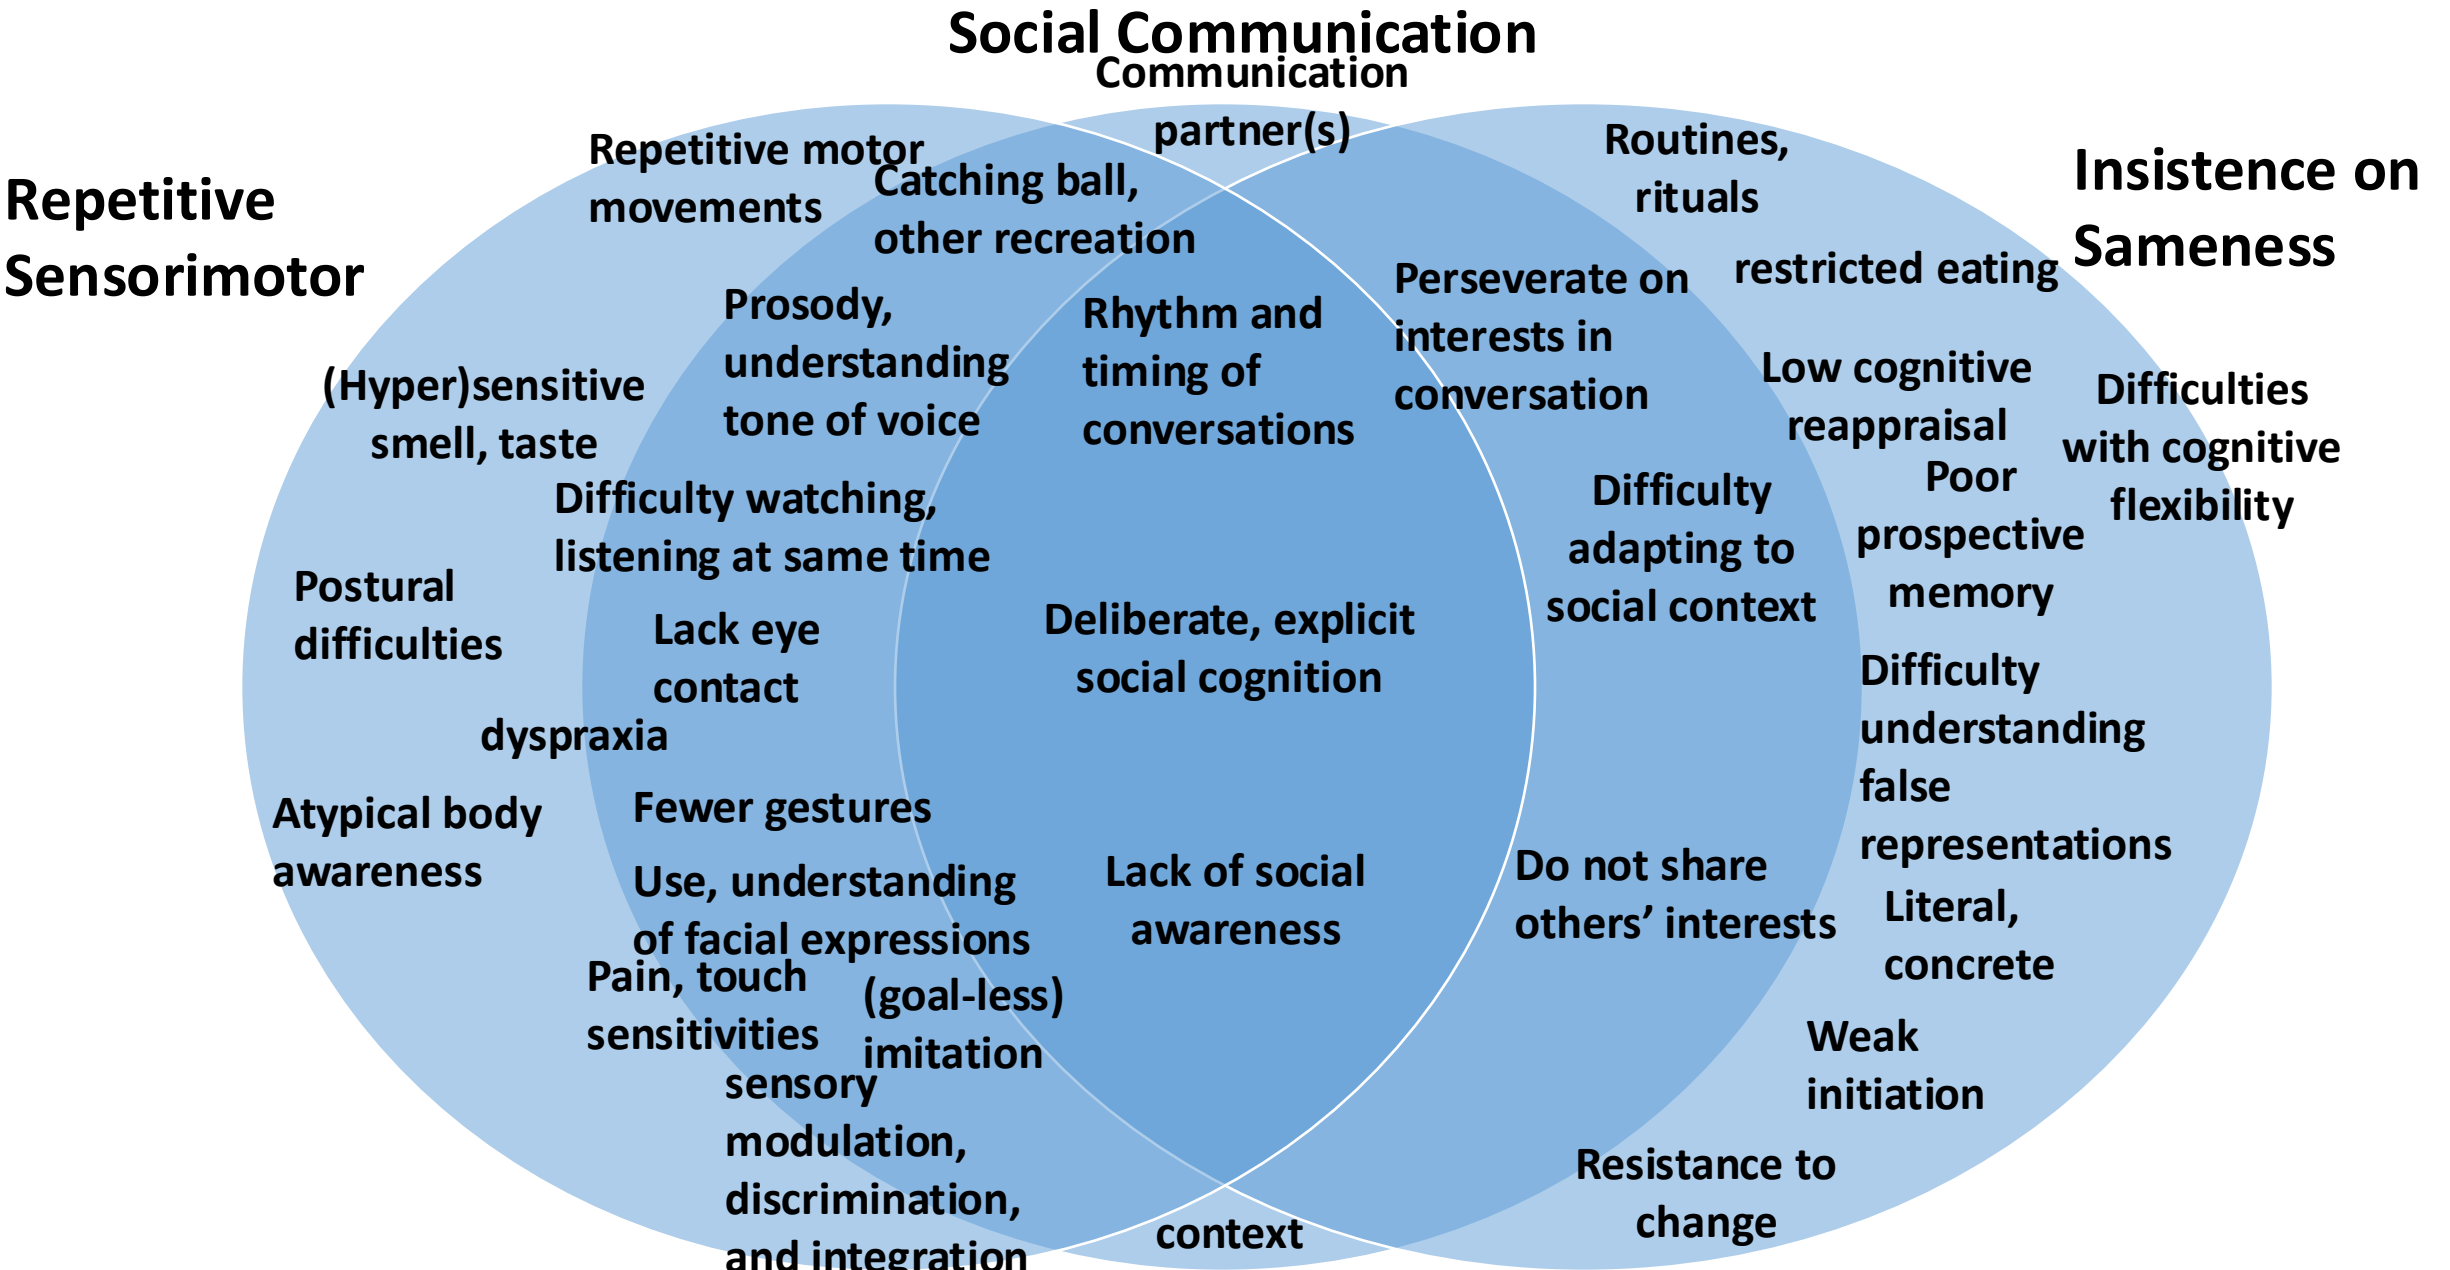 Social Communication
Communication
partner(s)
Repetitive
Sensorimotor
Insistence on
Sameness
Repetitive motor
movements
Catching ball,
other recreation
Routines,
rituals
restricted eating
Prosody,
understanding
tone of voice
Rhythm and
timing of
conversations
Perseverate on
interests in
conversation
(Hyper)sensitive
smell, taste
Low cognitive
reappraisal
Difficulties
with cognitive
flexibility
Difficulty watching,
listening at same time
Difficulty
adapting to
social context
Poor
prospective
memory
Postural
difficulties
Lack eye
contact
Deliberate, explicit
social cognition
Difficulty
understanding
false
representations
dyspraxia
Atypical body
awareness
Fewer gestures
Use, understanding
of facial expressions
Lack of social
awareness
Do not share
others’ interests
Literal,
concrete
Pain, touch
sensitivities
(goal-less)
imitation
Weak
initiation
sensory
modulation,
discrimination,
and integration
Resistance to
change
context